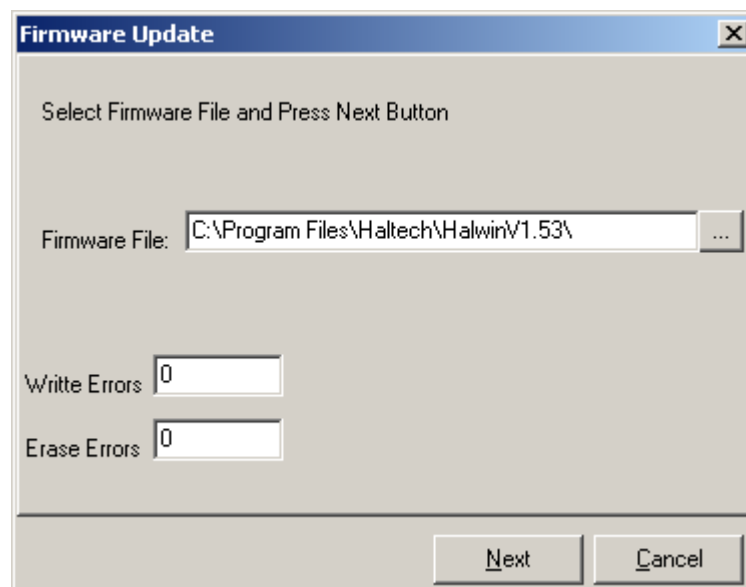 Firmware Update
Select Firmware File and Press Next Button
Firmware File: C:\Program Files\Haltech\HalwinV1.53\ ...
Writte Errors 0
Erase Errors 0
Next Cancel